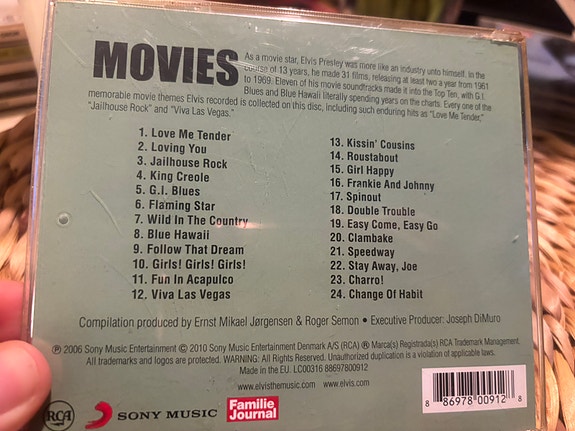 MOVIES
As a movie star, Elvis Presley was more like an industry unto himself. In the
course of 13 years, he made 31 films, releasing at least two a year from 1961
to 1969. Eleven of his movie soundtracks made it into the Top Ten, with G.I.
Blues and Blue Hawaii literally spending years on the charts. Every one of the
memorable movie themes Elvis recorded is collected on this disc, including such enduring hits as "Love Me Tender,"
"Jailhouse Rock" and "Viva Las Vegas."
1. Love Me Tender
2. Loving You
3. Jailhouse Rock
4. King Creole
5. G.I. Blues
6. Flaming Star
7. Wild In The Country
8. Blue Hawaii
9. Follow That Dream
10. Girls! Girls! Girls!
11. Fun In Acapulco
12. Viva Las Vegas
13. Kissin' Cousins
14. Roustabout
15. Girl Happy
16. Frankie And Johnny
17. Spinout
18. Double Trouble
19. Easy Come, Easy Go
20. Clambake
21. Speedway
22. Stay Away, Joe
23. Charro!
24. Change Of Habit
Compilation produced by Ernst Mikael Jørgensen & Roger Semon • Executive Producer: Joseph DiMuro
℗ 2006 Sony Music Entertainment © 2010 Sony Music Entertainment Denmark A/S (RCA) ® Marca(s) Registrada(s) RCA Trademark Management.
All trademarks and logos are protected. WARNING: All Rights Reserved. Unauthorized duplication is a violation of applicable laws.
Made in the EU. LC00316 88697800912
www.elvisthemusic.com www.elvis.com
RCA
SONY MUSIC
Familie
Journal
8 86978 00912 8